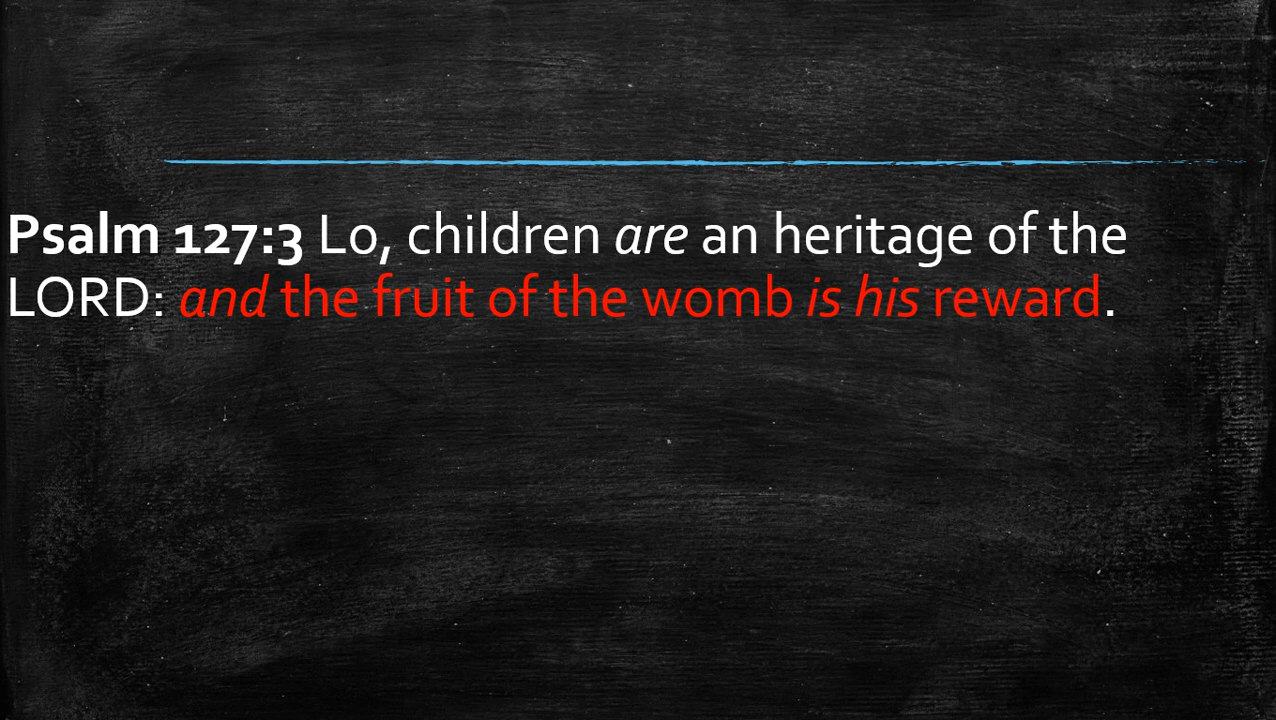 Psalm 127:3 Lo, children are an heritage of the
LORD: and the fruit of the womb is his reward.